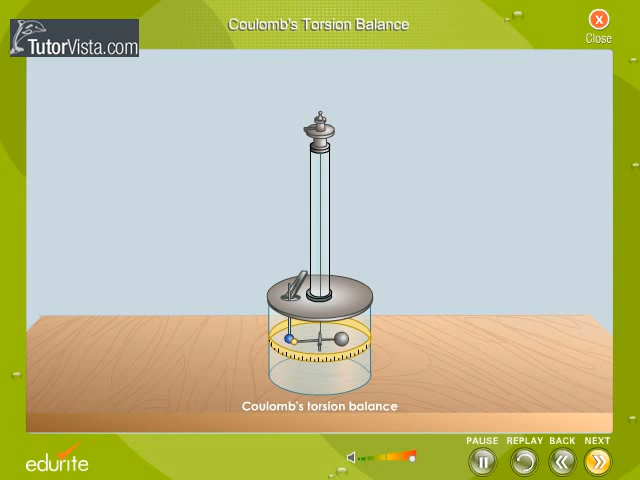 Coulomb's Torsion Balance
TutorVista.com
x
Close
Coulomb's torsion balance
PAUSE REPLAY BACK NEXT
edurite